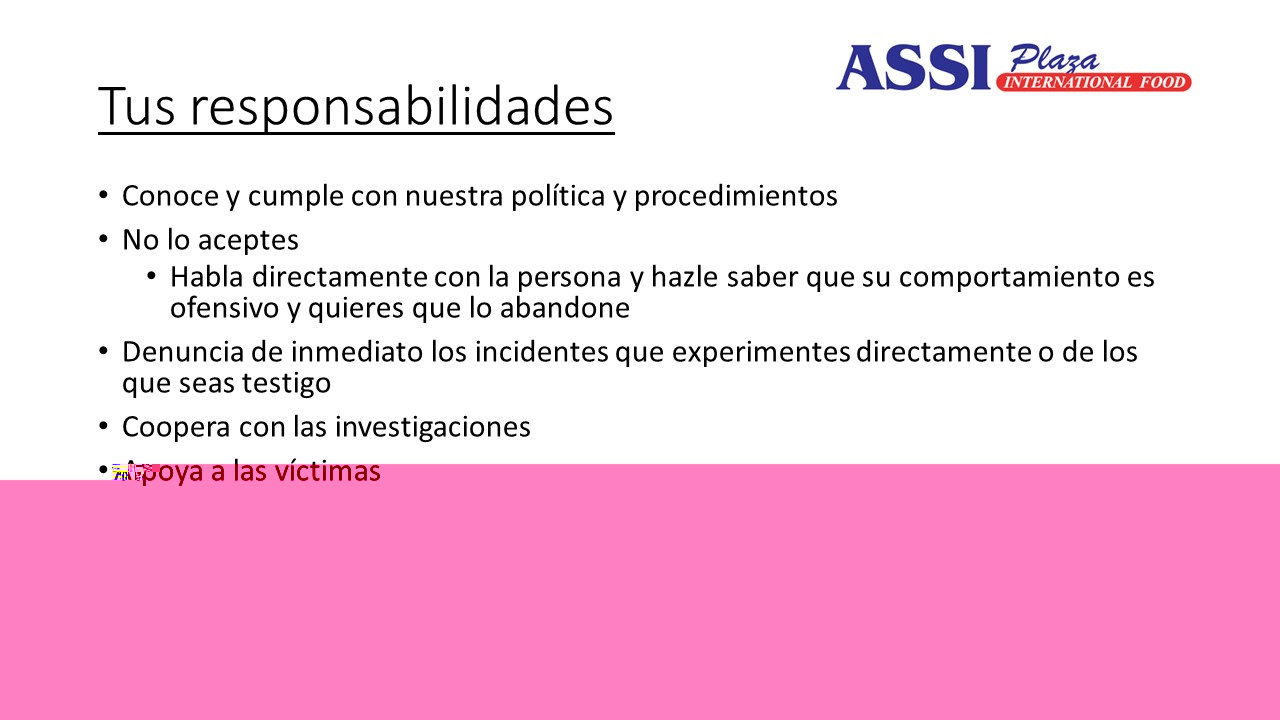 ASSI Plaza
INTERNATIONAL FOOD
Tus responsabilidades
• Conoce y cumple con nuestra política y procedimientos
• No lo aceptes
• Habla directamente con la persona y hazle saber que su comportamiento es
ofensivo y quieres que lo abandone
• Denuncia de inmediato los incidentes que experimentes directamente o de los
que seas testigo
• Coopera con las investigaciones
• Apoya a las víctimas